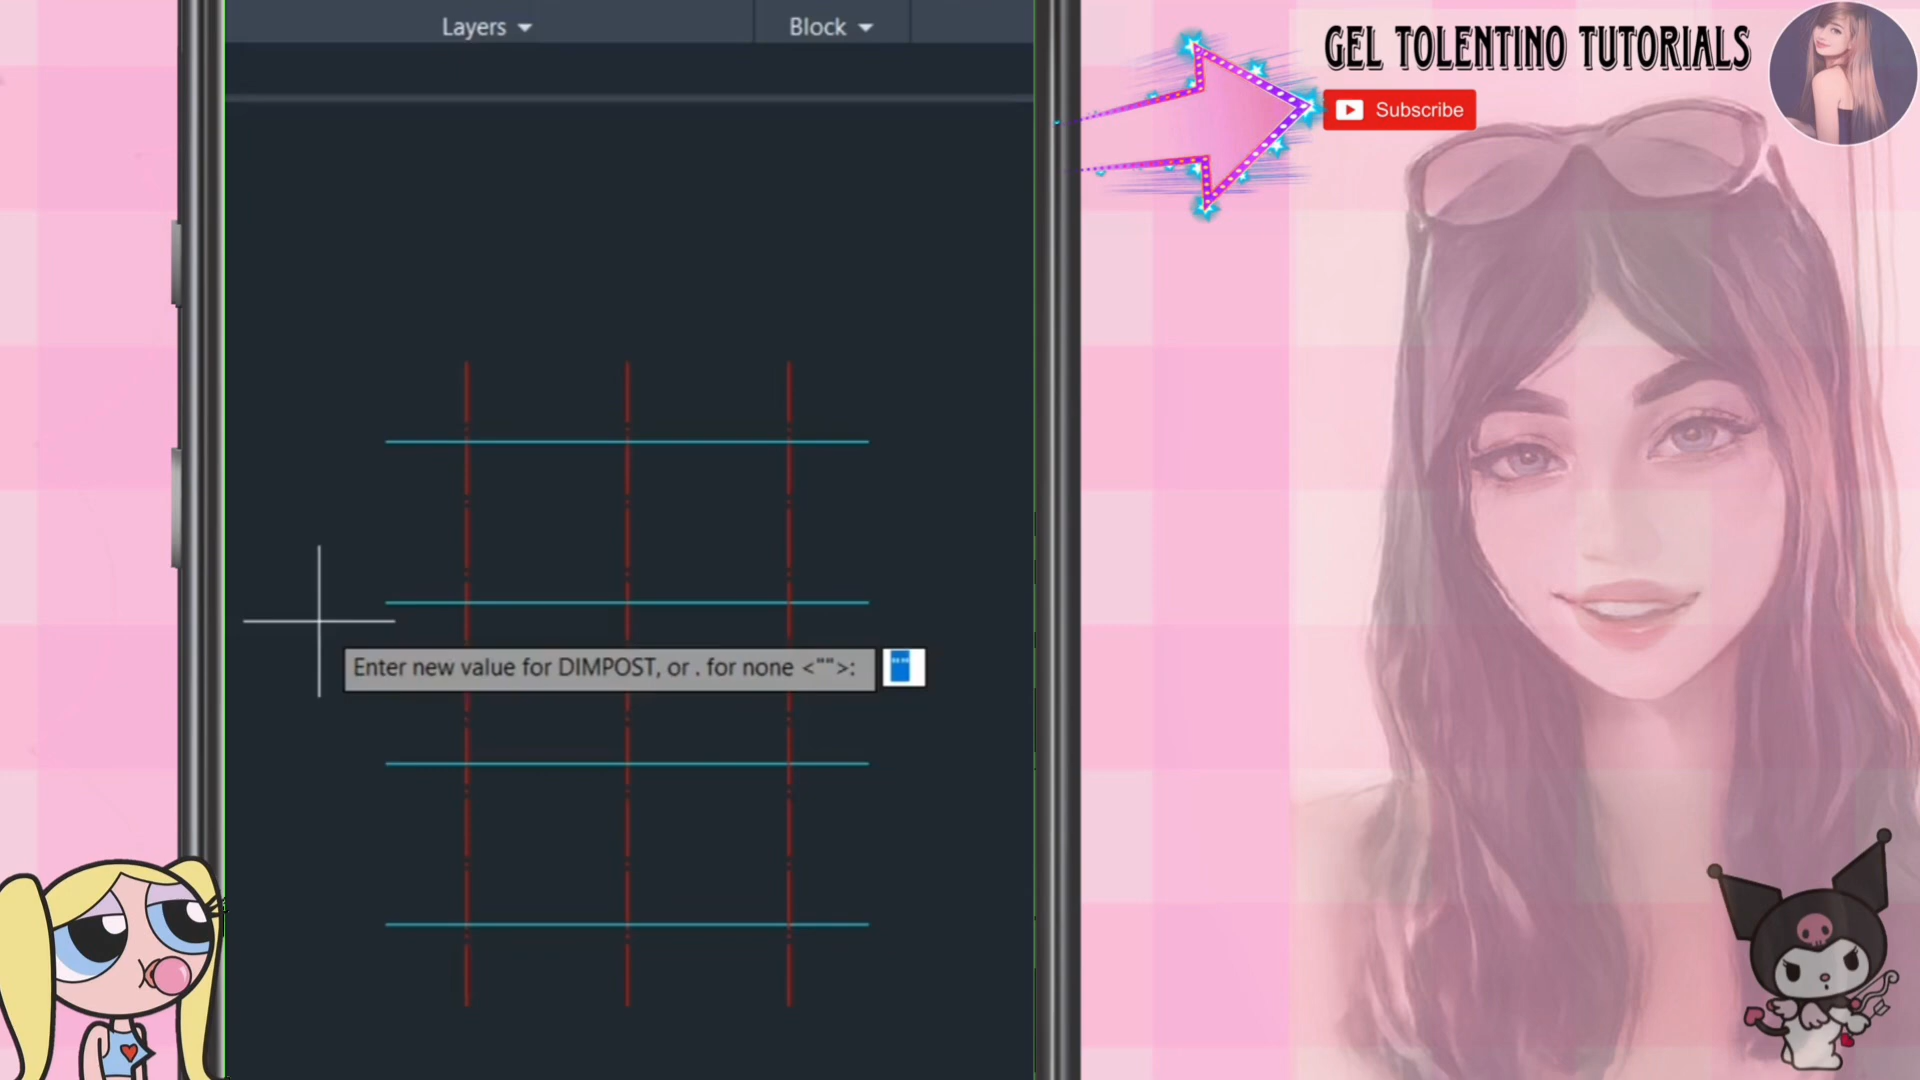 Layers
Block
GEL TOLENTINO TUTORIALS
Subscribe
Enter new value for DIMPOST, or . for none <"">: ""